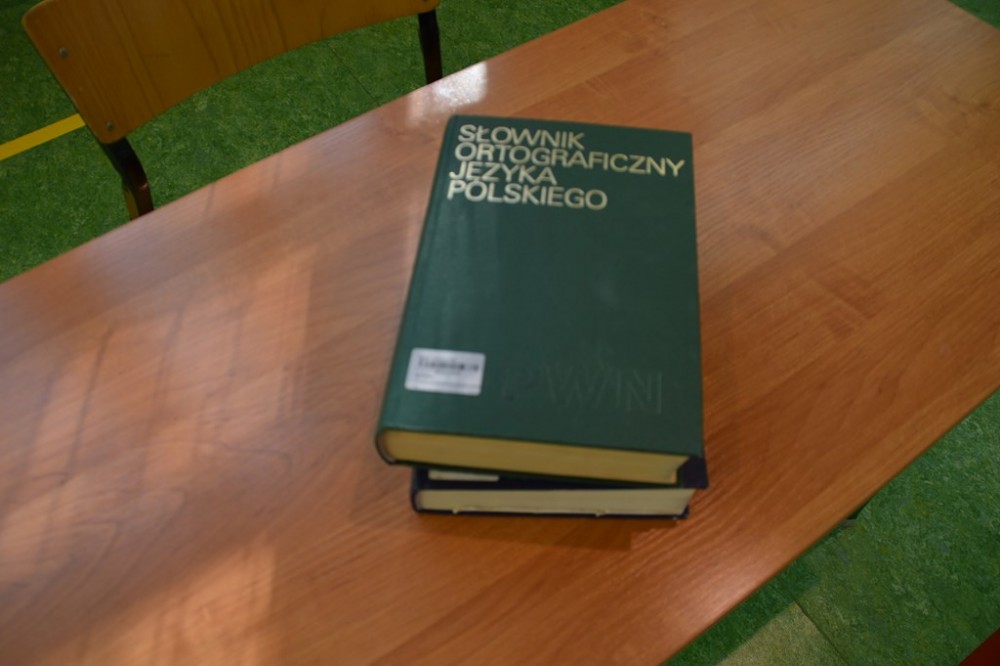 SŁOWNIK
ORTOGRAFICZNY
JĘZYKA
POLSKIEGO
PWN